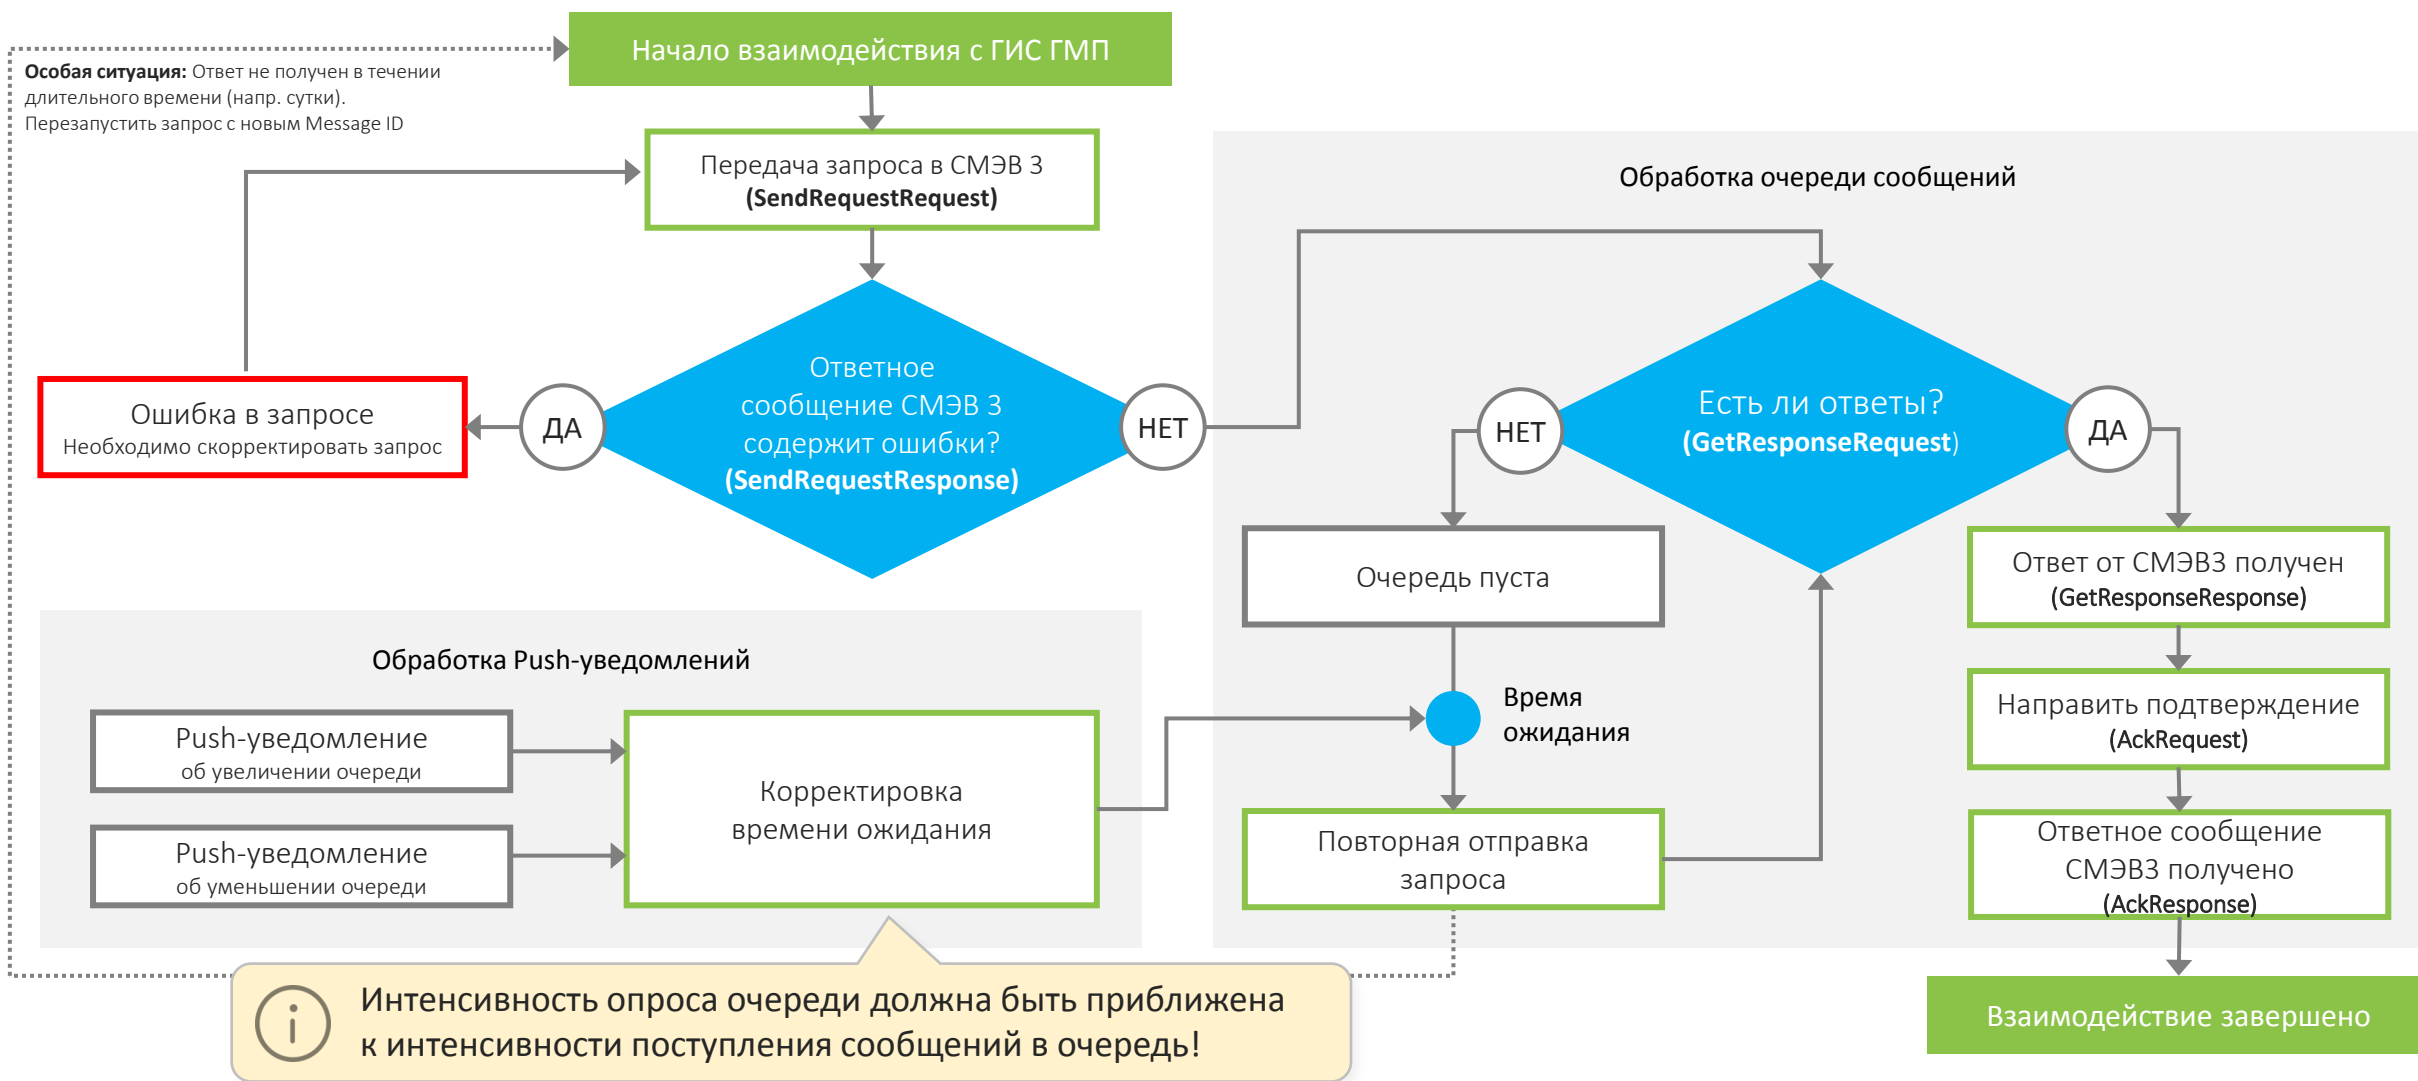 Начало взаимодействия с ГИС ГМП
Особая ситуация: Ответ не получен в течении
длительного времени (напр. сутки).
Перезапустить запрос с новым Message ID
Передача запроса в СМЭВ 3
(SendRequestRequest)
Ответное
сообщение СМЭВ 3
содержит ошибки?
(SendRequestResponse)
ДА
НЕТ
Ошибка в запросе
Необходимо скорректировать запрос
Обработка очереди сообщений
Есть ли ответы?
(GetResponseRequest)
НЕТ
ДА
Очередь пуста
Время
ожидания
Повторная отправка
запроса
Ответ от СМЭВ3 получен
(GetResponseResponse)
Направить подтверждение
(AckRequest)
Ответное сообщение
СМЭВ3 получено
(AckResponse)
Взаимодействие завершено
Обработка Push-уведомлений
Push-уведомление
об увеличении очереди
Push-уведомление
об уменьшении очереди
Корректировка
времени ожидания
i
Интенсивность опроса очереди должна быть приближена
к интенсивности поступления сообщений в очередь!